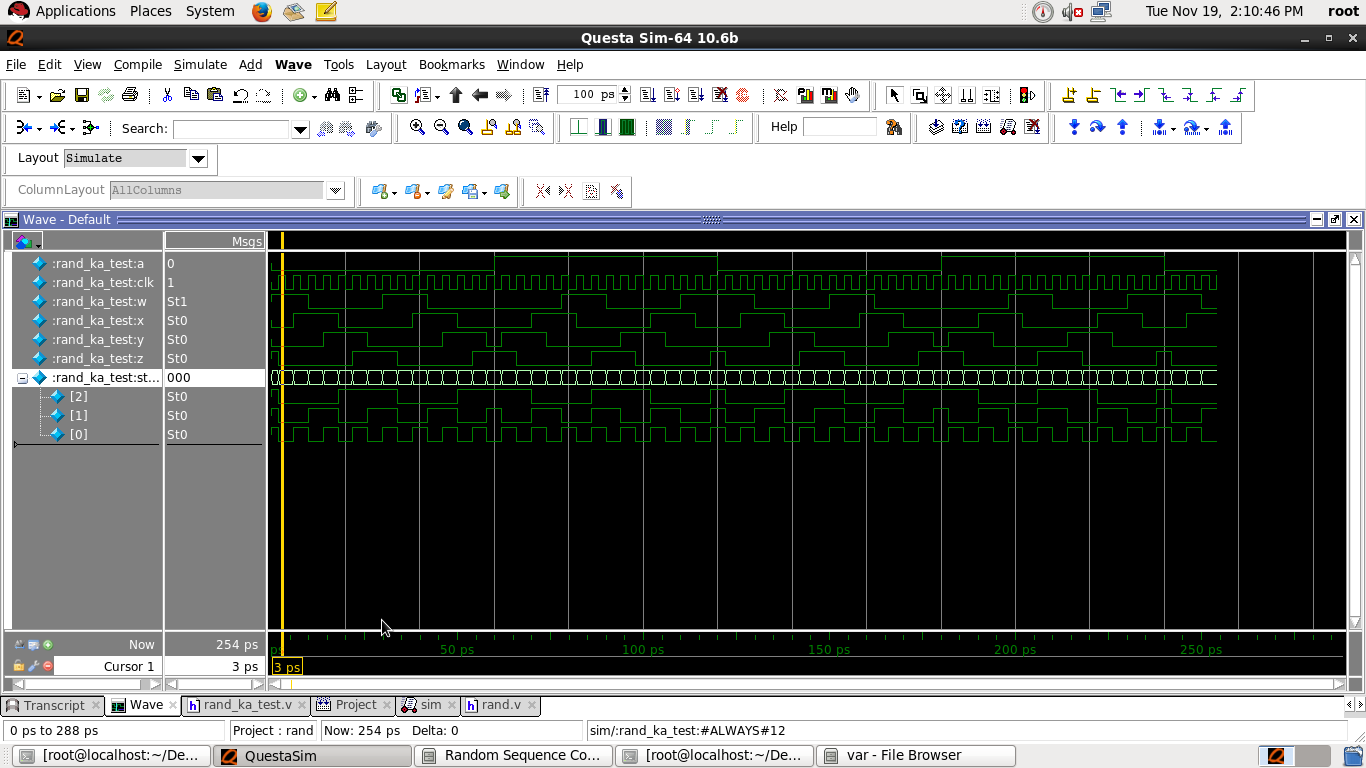 Applications Places System Tue Nov 19, 2:10:46 PM root
Questa Sim-64 10.6b
File Edit View Compile Simulate Add Wave Tools Layout Bookmarks Window Help
100 ps
Search: Help
Layout Simulate
ColumnLayout AllColumns
Wave - Default
Msgs
:rand_ka_test:a 0
:rand_ka_test:clk 1
:rand_ka_test:w St1
:rand_ka_test:x St0
:rand_ka_test:y St0
:rand_ka_test:z St0
:rand_ka_test:st... 000
[2] St0
[1] St0
[0] St0
Now 254 ps ps 50 ps 100 ps 150 ps 200 ps 250 ps
Cursor 1 3 ps 3 ps
Transcript Wave rand_ka_test.v Project sim rand.v
0 ps to 288 ps Project : rand Now: 254 ps Delta: 0 sim/:rand_ka_test:#ALWAYS#12
[root@localhost:~/De... QuestaSim Random Sequence Co... [root@localhost:~/De... var - File Browser